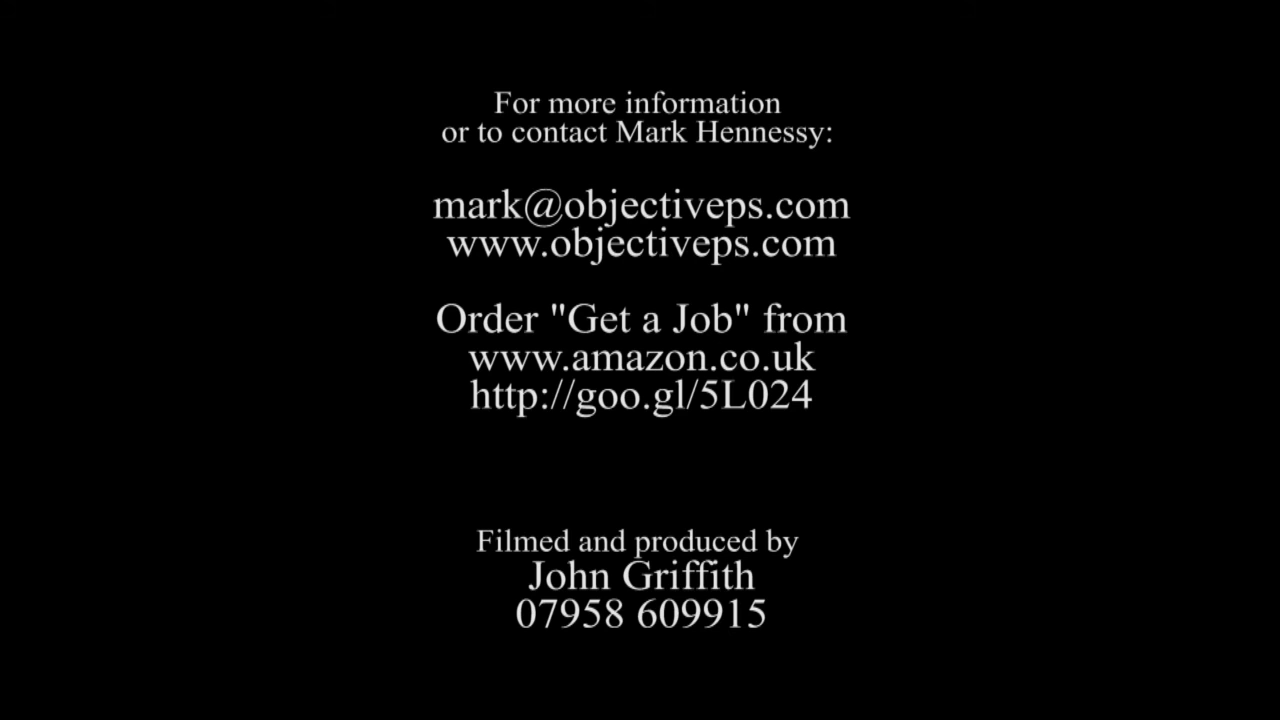 For more information
or to contact Mark Hennessy:
mark@objectiveps.com
www.objectiveps.com
Order "Get a Job" from
www.amazon.co.uk
http://goo.gl/5L024
Filmed and produced by
John Griffith
07958 609915